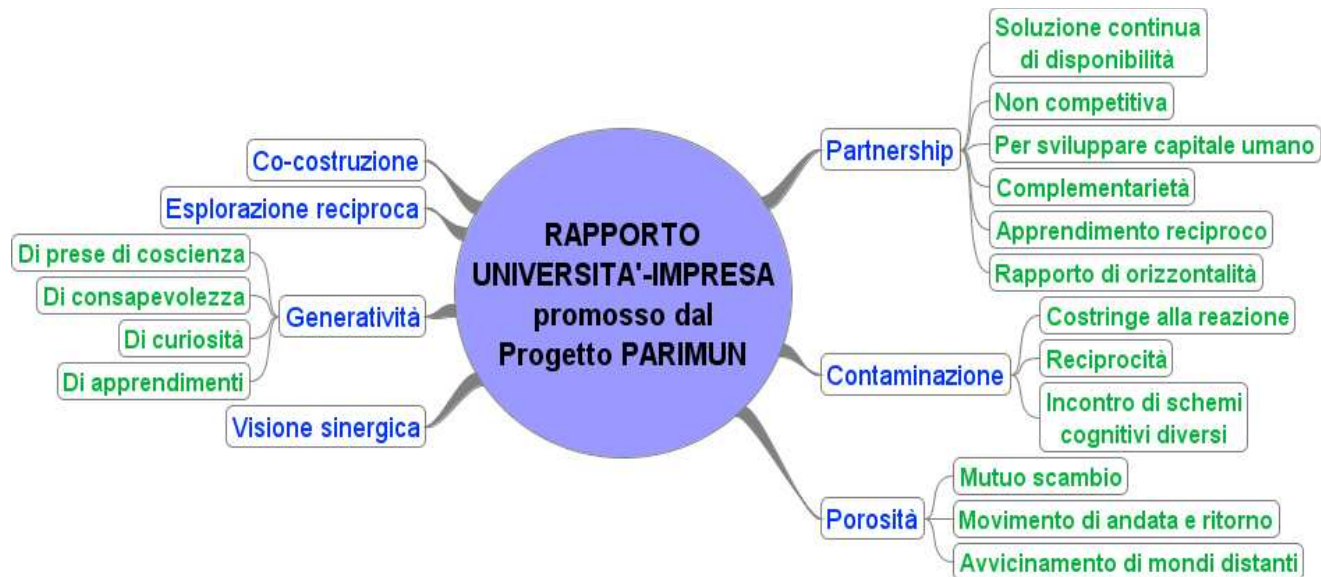 RAPPORTO
UNIVERSITA'-IMPRESA
promosso dal
Progetto PARIMUN
Partnership
Soluzione continua
di disponibilità
Non competitiva
Per sviluppare capitale umano
Complementarietà
Apprendimento reciproco
Rapporto di orizzontalità
Contaminazione
Costringe alla reazione
Reciprocità
Incontro di schemi
cognitivi diversi
Porosità
Mutuo scambio
Movimento di andata e ritorno
Avvicinamento di mondi distanti
Co-costruzione
Esplorazione reciproca
Generatività
Di prese di coscienza
Di consapevolezza
Di curiosità
Di apprendimenti
Visione sinergica